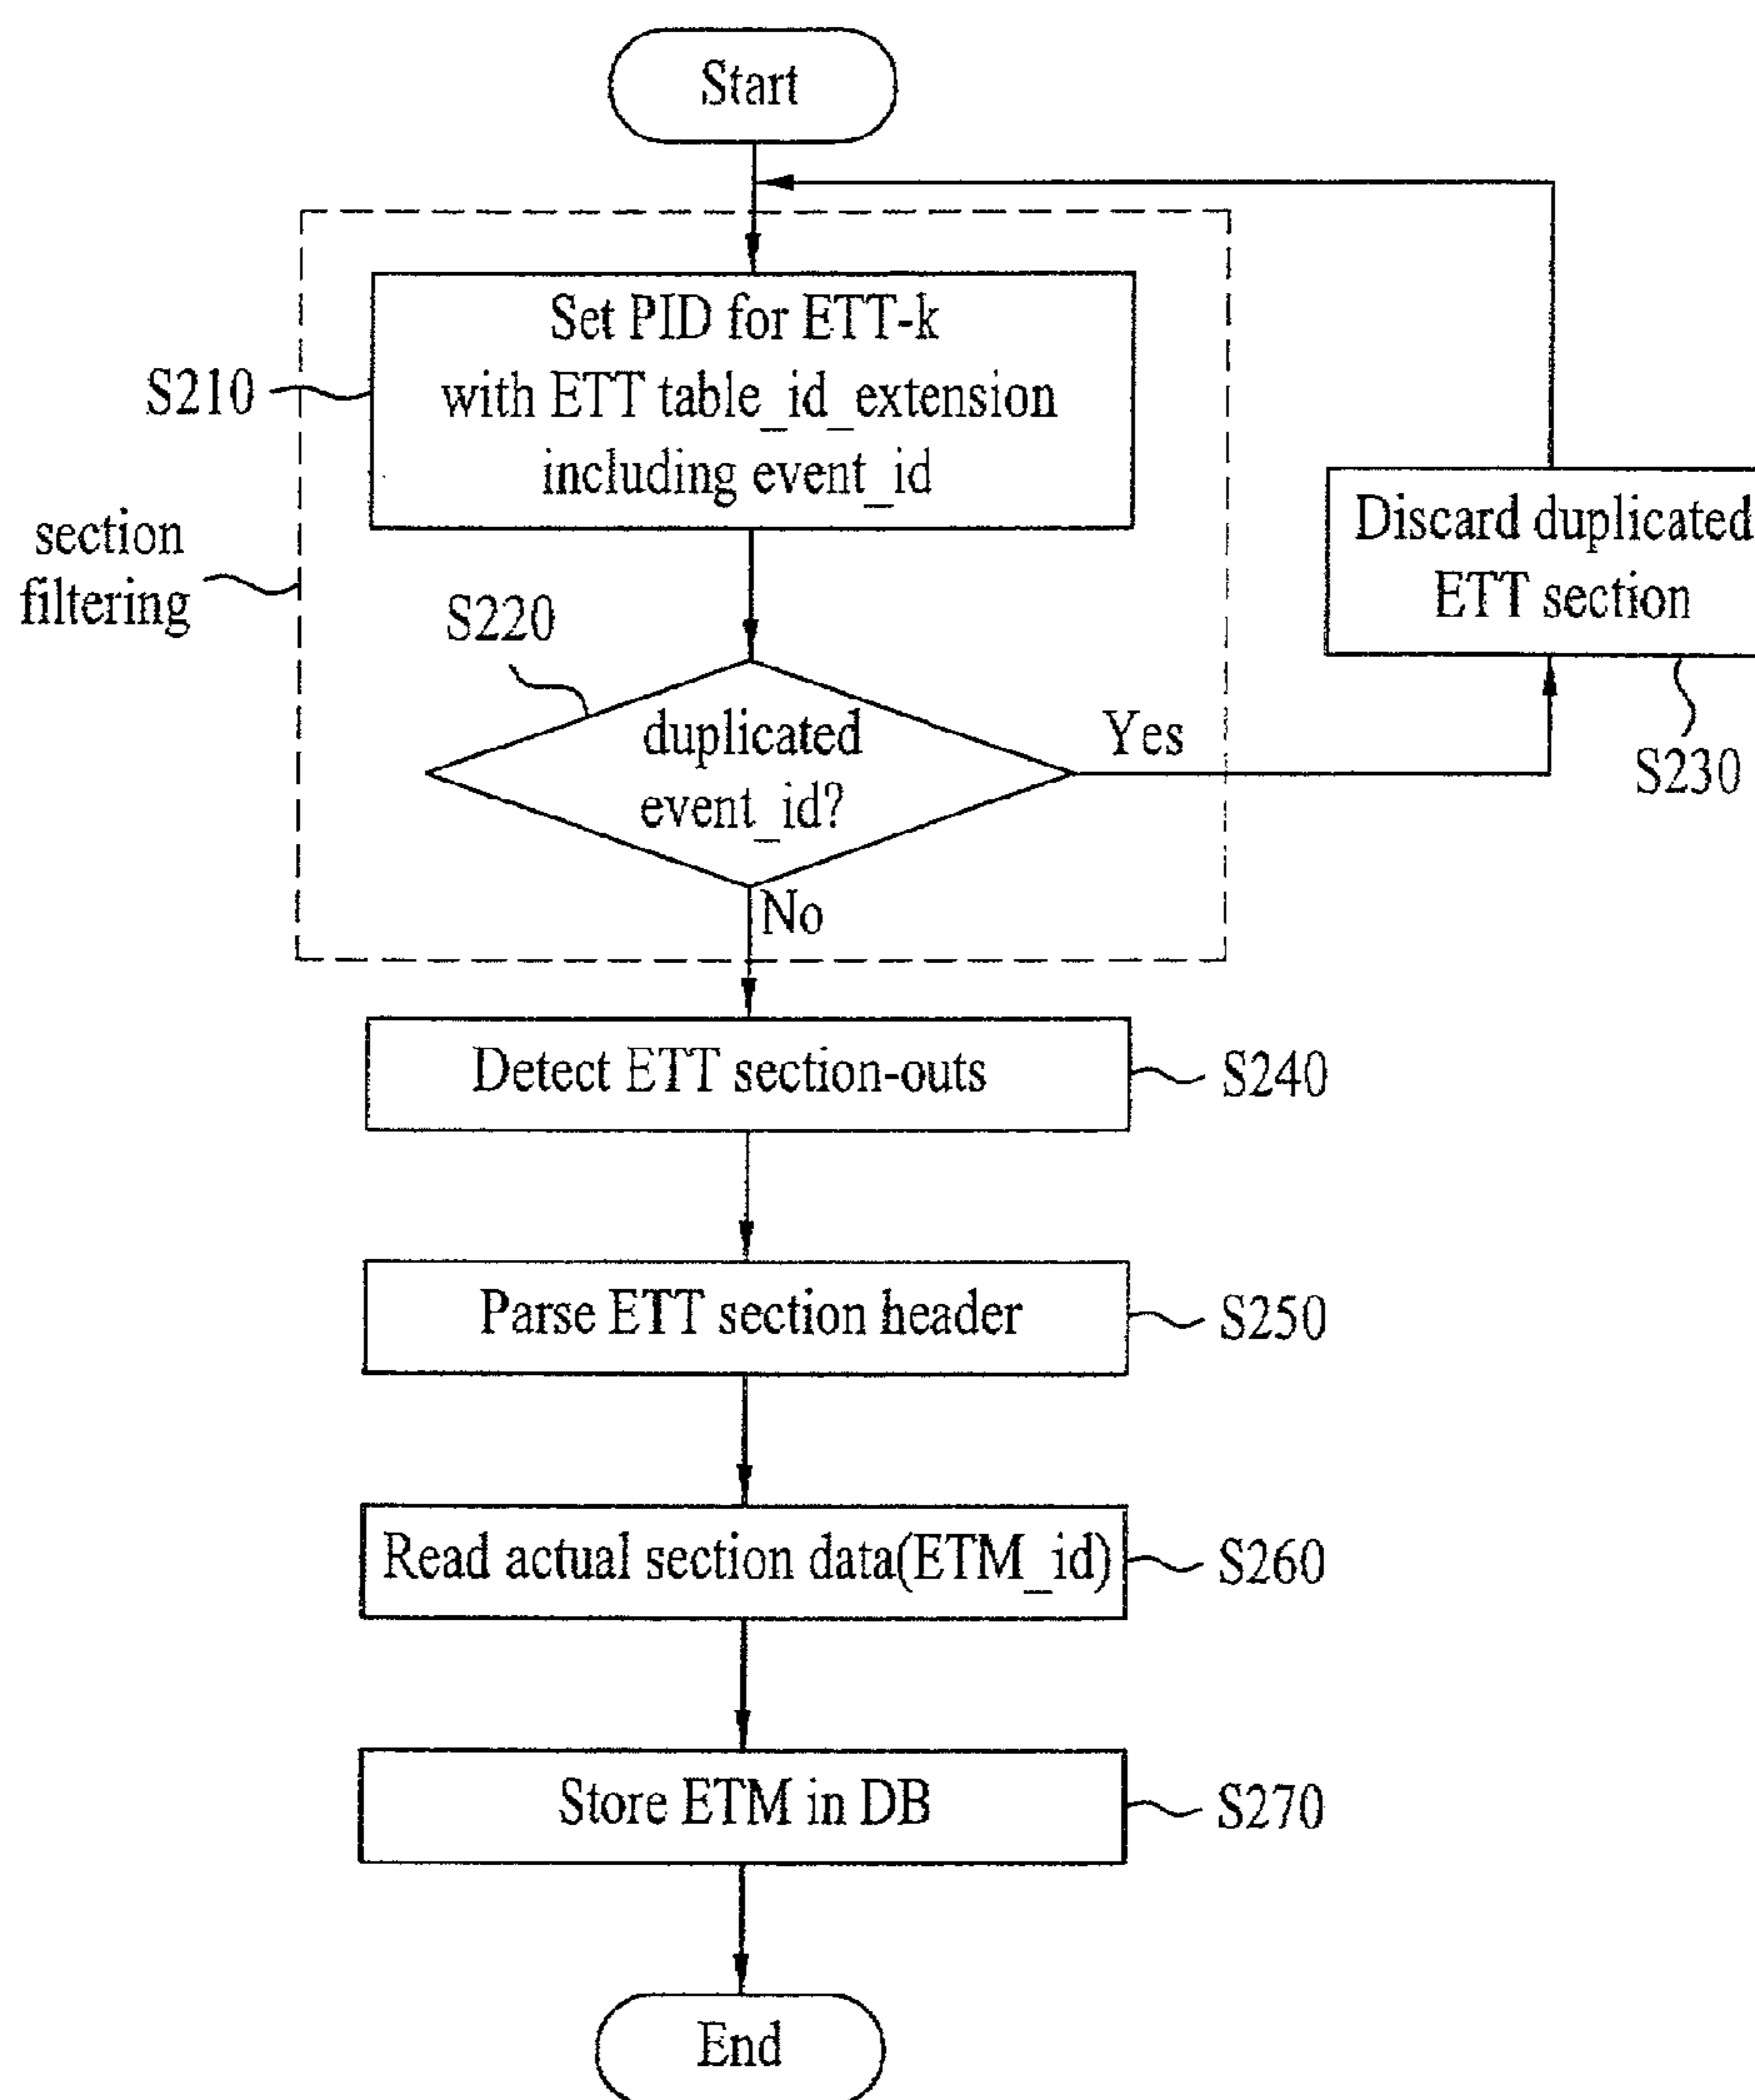 Start
Set PID for ETT-k
with ETT table_id_extension
including event_id
S210
section
filtering
Discard duplicated
ETT section
S230
S220
duplicated
event_id?
Yes
No
Detect ETT section-outs
S240
Parse ETT section header
S250
Read actual section data(ETM_id)
S260
Store ETM in DB
S270
End